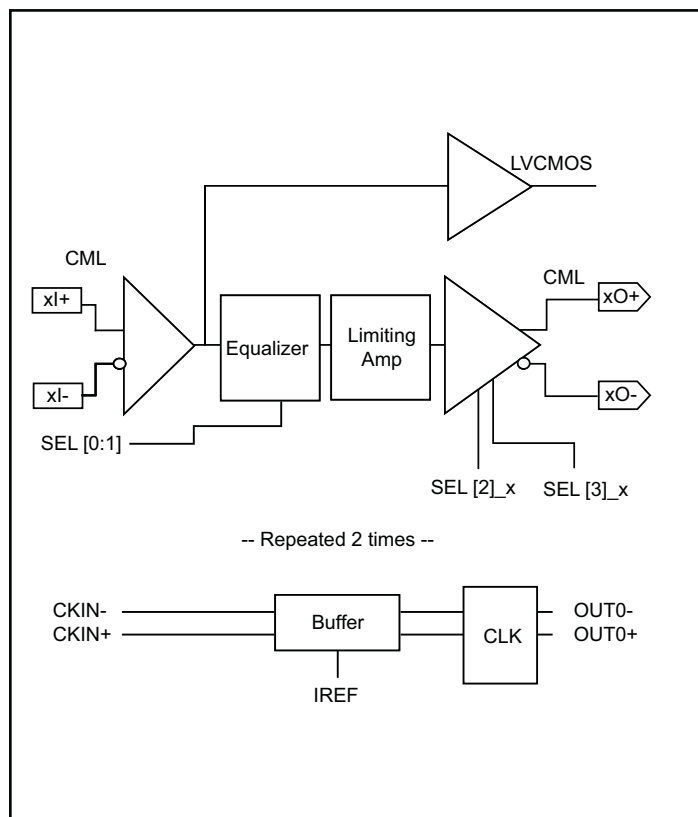 LVCMOS
CML
CML
xI+
xO+
Equalizer
Limiting
Amp
xI-
xO-
SEL [0:1]
SEL [2]_x
SEL [3]_x
-- Repeated 2 times --
CKIN-
CKIN+
Buffer
CLK
OUT0-
OUT0+
IREF